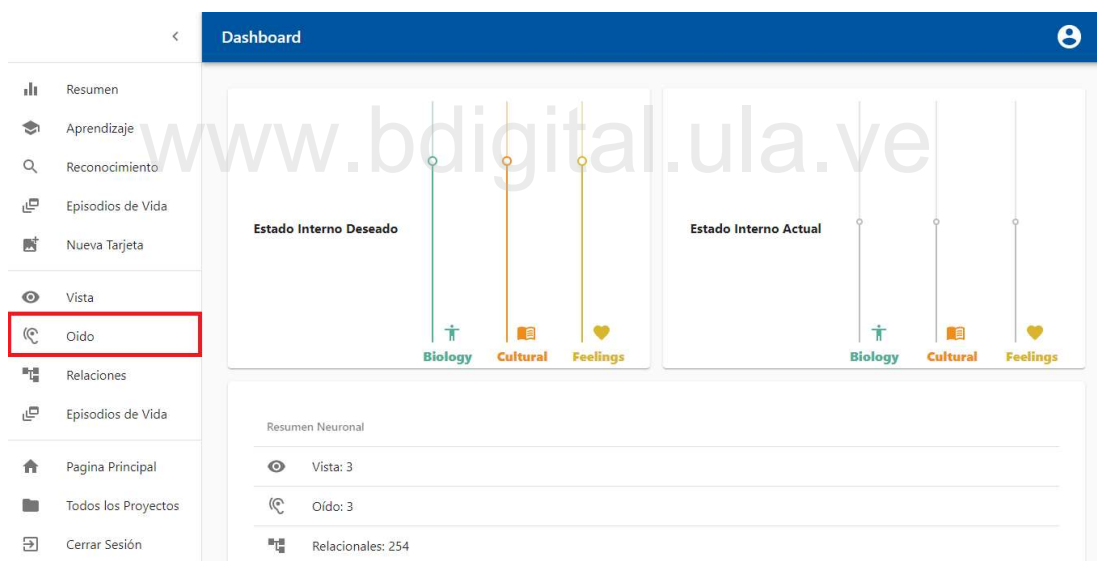 Dashboard
Resumen
Aprendizaje
Reconocimiento
Episodios de Vida
Nueva Tarjeta
Vista
Oido
Relaciones
Episodios de Vida
Pagina Principal
Todos los Proyectos
Cerrar Sesión
www.bdigital.ula.ve
Estado Interno Deseado
Biology Cultural Feelings
Estado Interno Actual
Biology Cultural Feelings
Resumen Neuronal
Vista: 3
Oído: 3
Relacionales: 254